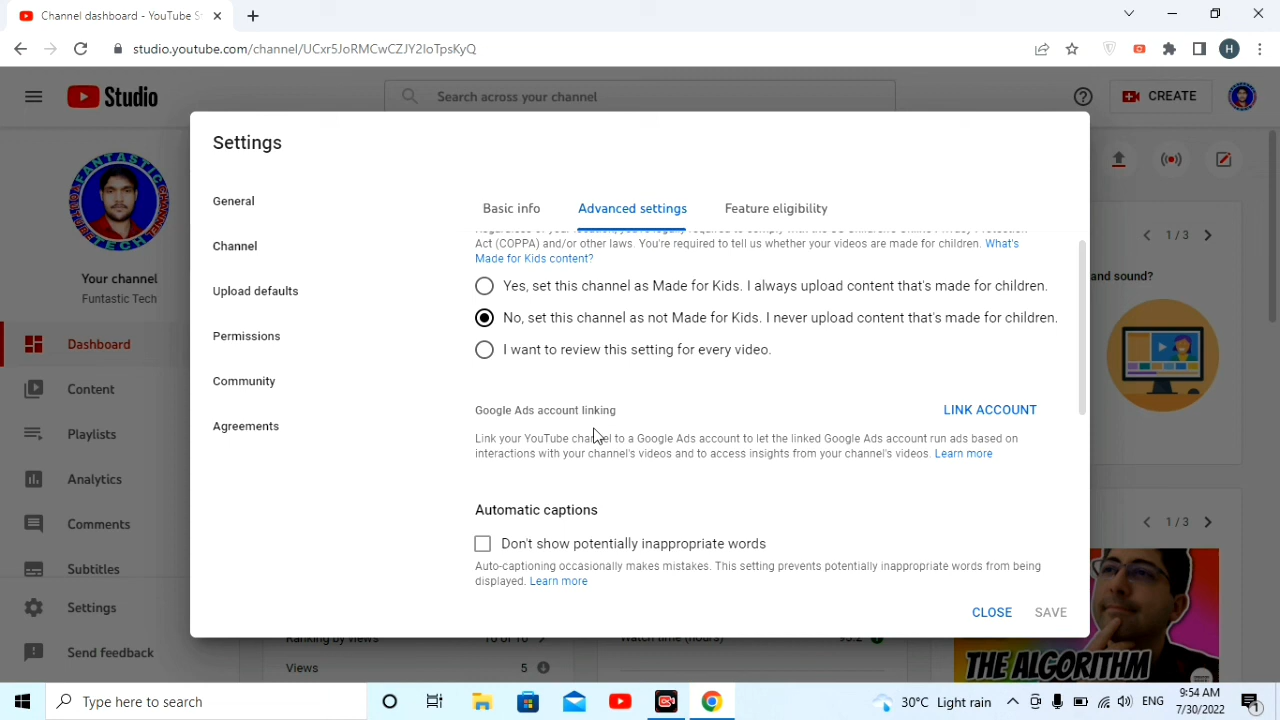 Channel dashboard - YouTube S
studio.youtube.com/channel/UCxr5JoRMCwCZJY2IoTpsKyQ
H
Studio
Search across your channel
CREATE
FANTASTIC
Your channel
Funtastic Tech
Dashboard
Content
Playlists
Analytics
Comments
Subtitles
Settings
Send feedback
Settings
General
Channel
Upload defaults
Permissions
Community
Agreements
Basic info
Advanced settings
Feature eligibility
Act (COPPA) and/or other laws. You're required to tell us whether your videos are made for children. What's
Made for Kids content?
Yes, set this channel as Made for Kids. I always upload content that's made for children.
No, set this channel as not Made for Kids. I never upload content that's made for children.
I want to review this setting for every video.
Google Ads account linking
LINK ACCOUNT
Link your YouTube channel to a Google Ads account to let the linked Google Ads account run ads based on
interactions with your channel's videos and to access insights from your channel's videos. Learn more
Automatic captions
Don't show potentially inappropriate words
Auto-captioning occasionally makes mistakes. This setting prevents potentially inappropriate words from being
displayed. Learn more
CLOSE
SAVE
1 / 3
and sound?
1 / 3
THE ALGORITHM
Views
5
Type here to search
30°C Light rain
ENG
9:54 AM
7/30/2022
1